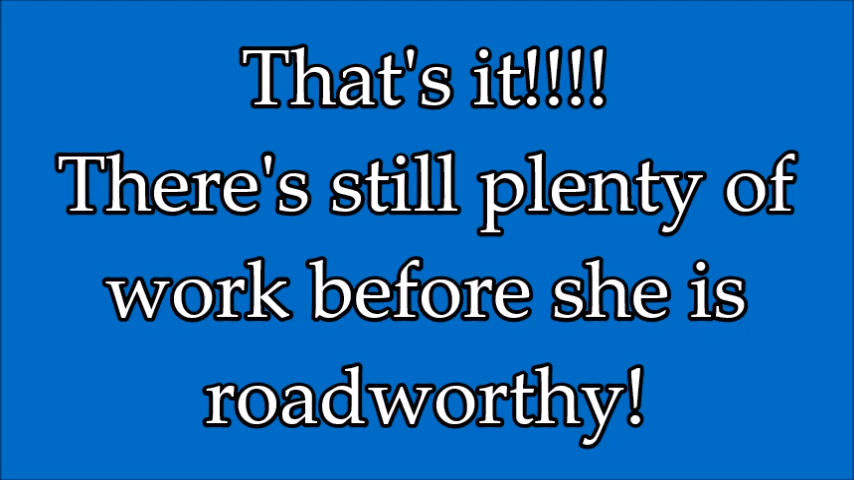 That's it!!!!
There's still plenty of
work before she is
roadworthy!